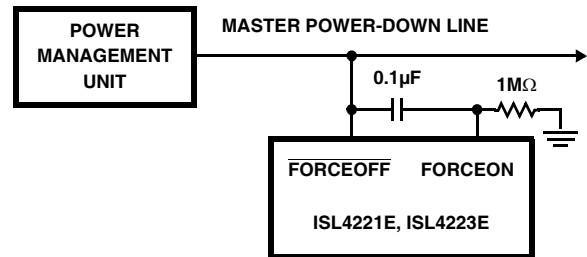 POWER
MANAGEMENT
UNIT
MASTER POWER-DOWN LINE
0.1µF
1MΩ
FORCEOFF FORCEON
ISL4221E, ISL4223E